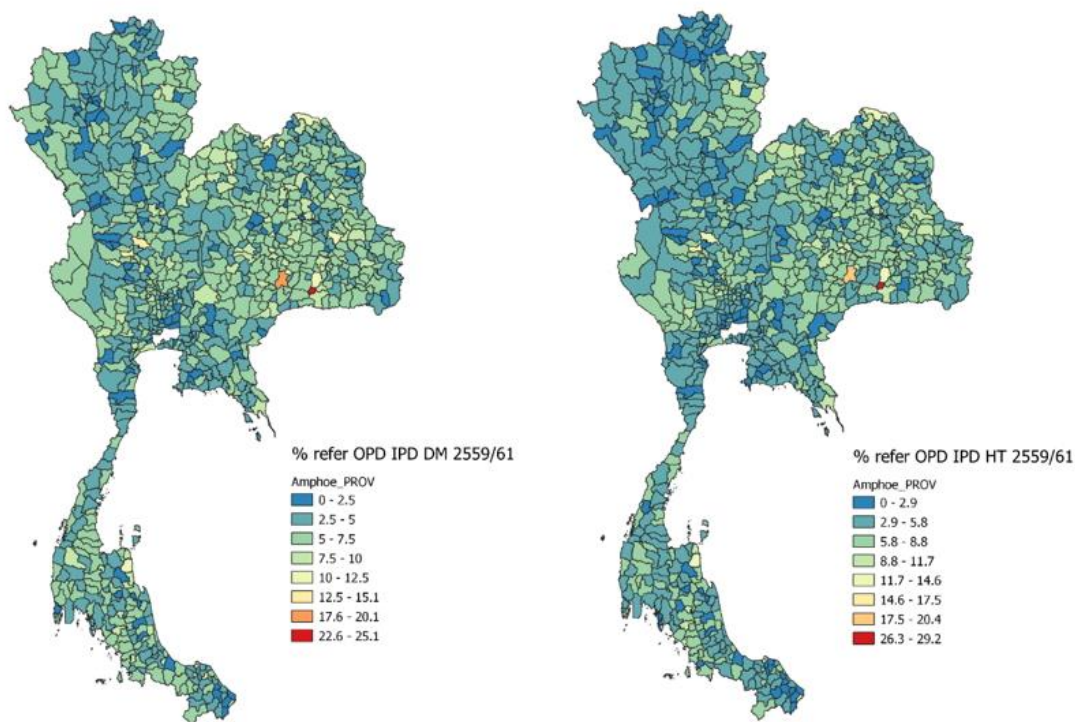 % refer OPD IPD DM 2559/61
Amphoe_PROV
0 - 2.5
2.5 - 5
5 - 7.5
7.5 - 10
10 - 12.5
12.5 - 15.1
17.6 - 20.1
22.6 - 25.1
% refer OPD IPD HT 2559/61
Amphoe_PROV
0 - 2.9
2.9 - 5.8
5.8 - 8.8
8.8 - 11.7
11.7 - 14.6
14.6 - 17.5
17.5 - 20.4
26.3 - 29.2